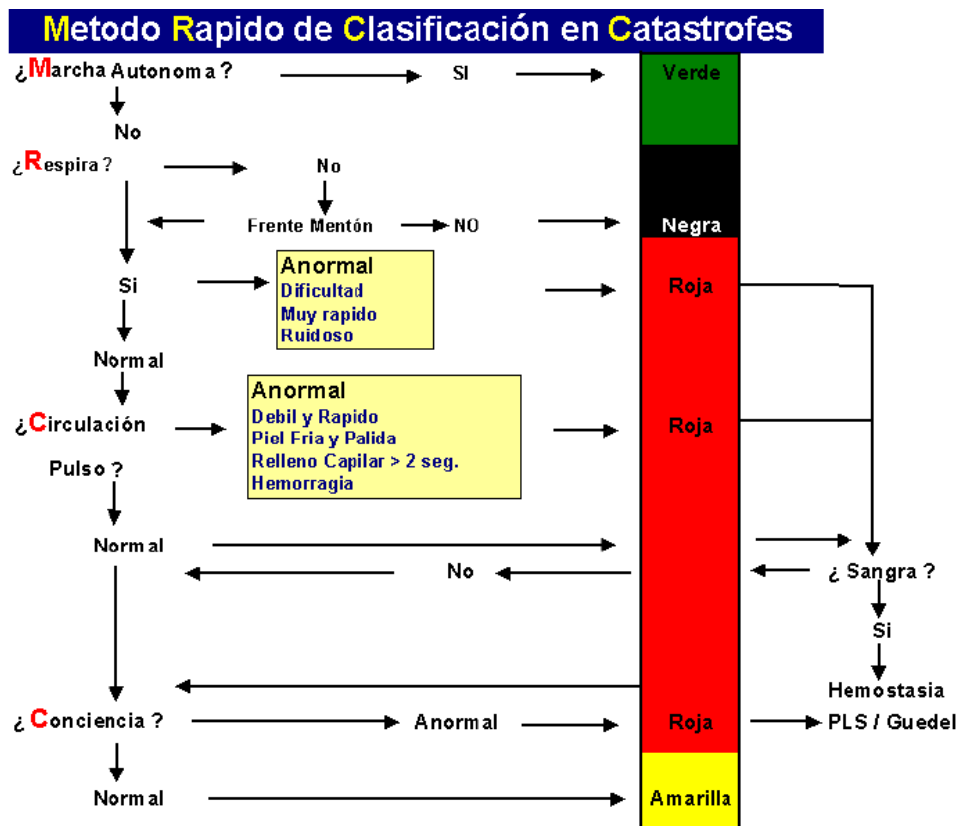 Metodo Rapido de Clasificación en Catastrofes
¿Marcha Autonoma ? SI Verde
No
¿Respira ? No
Frente Mentón NO Negra
Anormal
Si Dificultad Roja
Muy rapido
Ruidoso
Normal
Anormal
¿Circulación Debil y Rapido Roja
Piel Fria y Palida
Pulso ? Relleno Capilar > 2 seg.
Hemorragia
Normal
No ¿ Sangra ?
Si
Hemostasia
¿ Conciencia ? Anormal Roja PLS / Guedel
Normal Amarilla